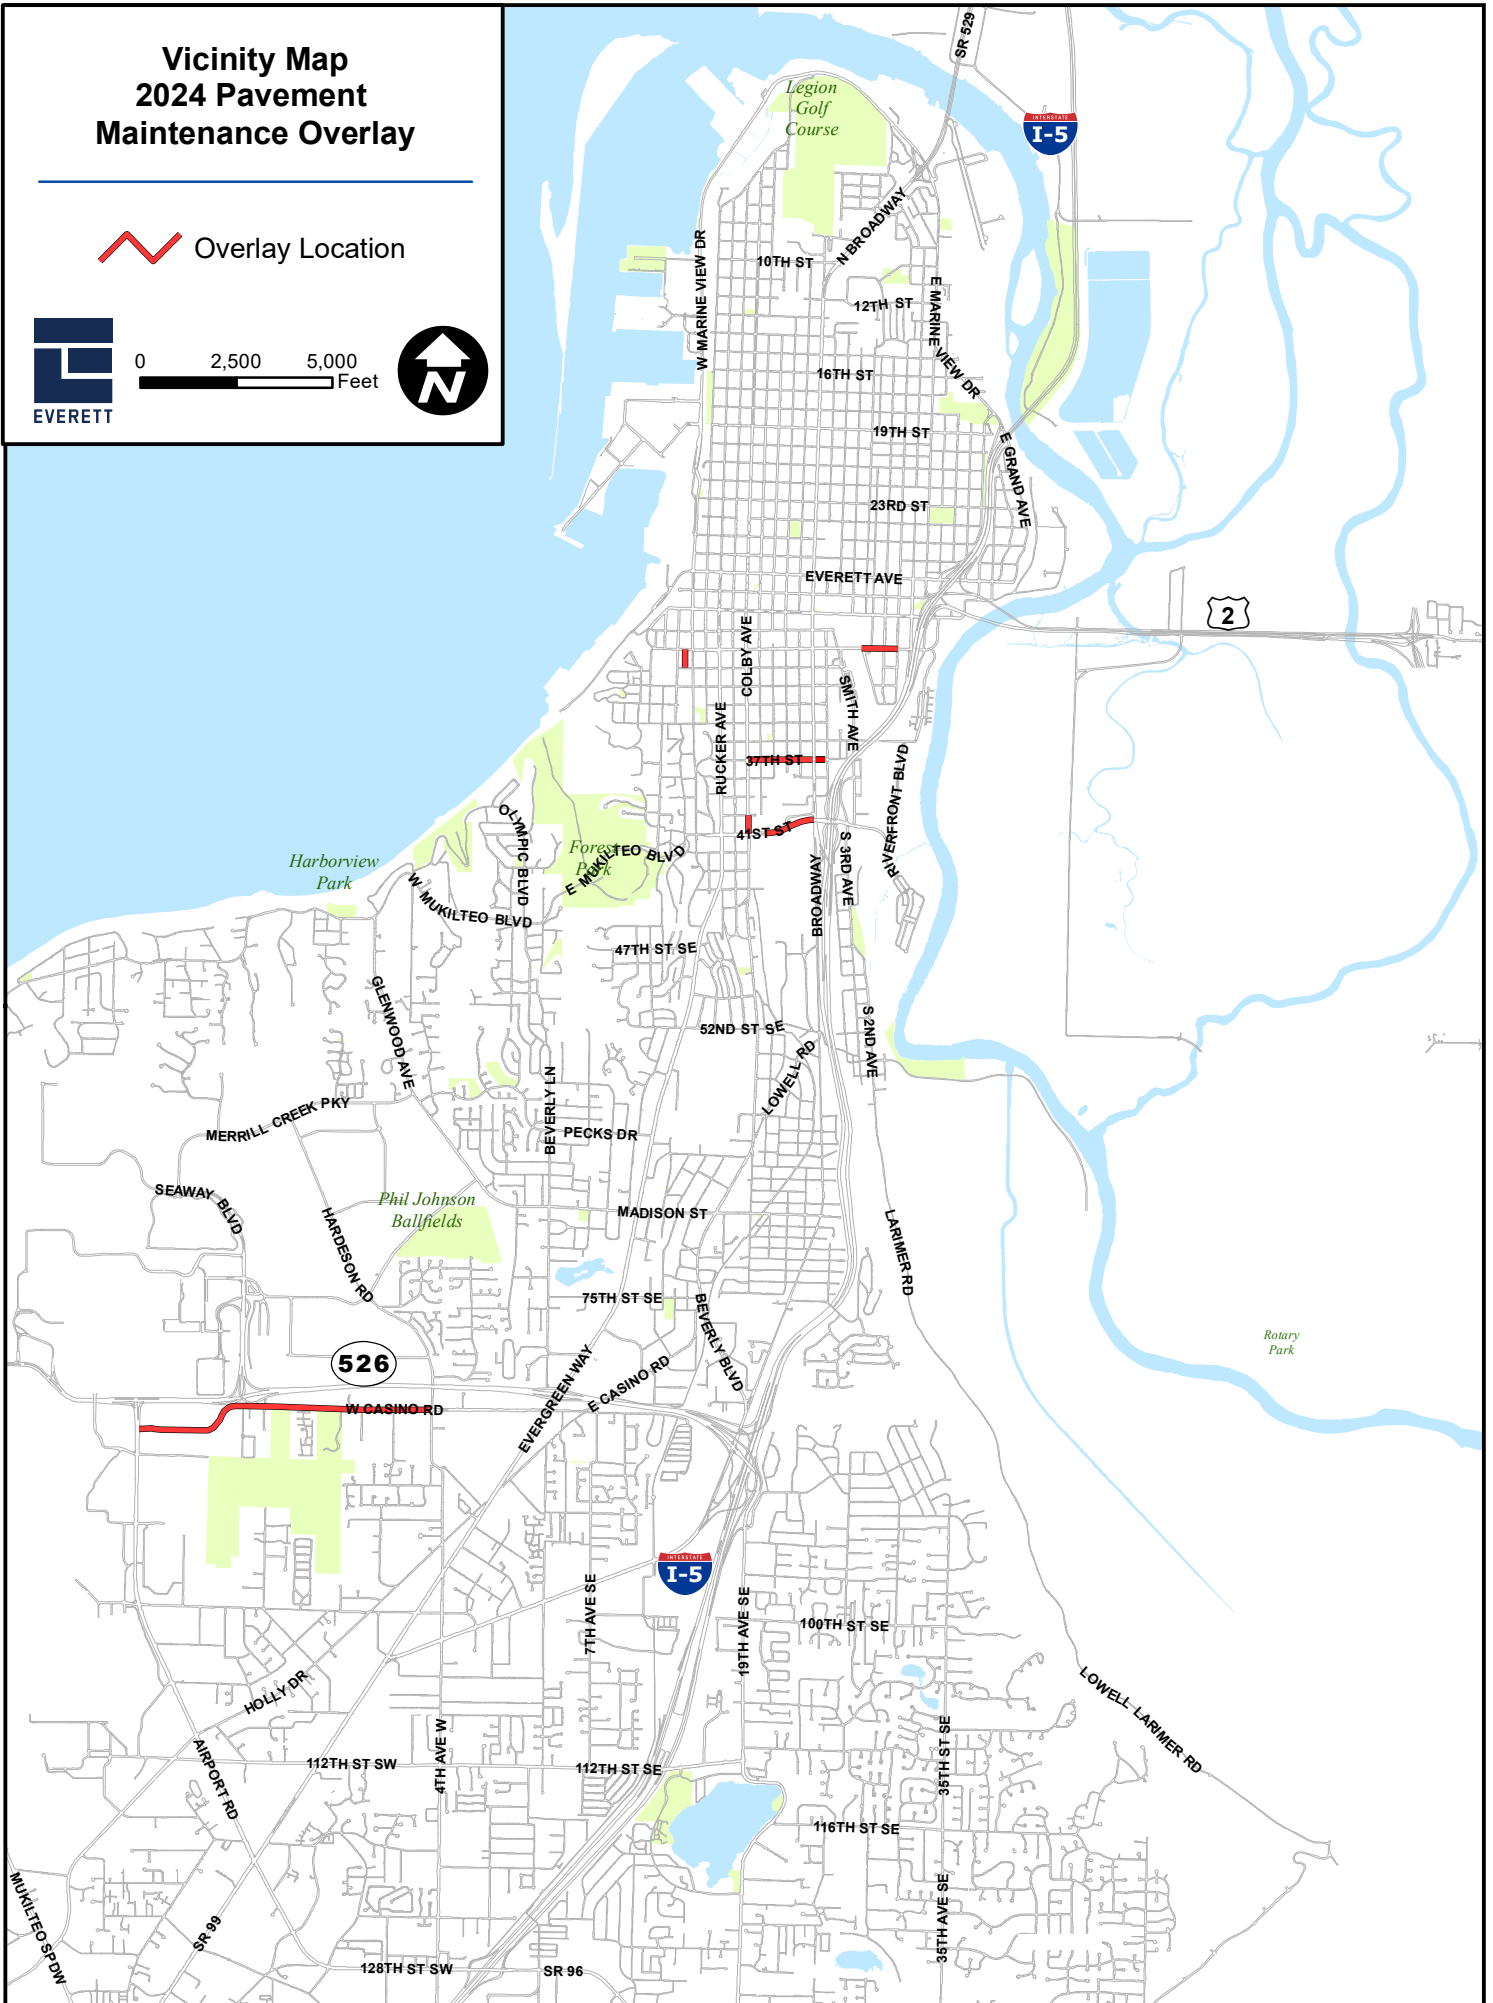 Vicinity Map
2024 Pavement
Maintenance Overlay
Overlay Location
EVERETT
0 2,500 5,000
Feet
N
SR 529
INTERSTATE
I-5
Legion
Golf
Course
N BROADWAY
W MARINE VIEW DR
10TH ST
12TH ST
E MARINE VIEW DR
16TH ST
19TH ST
E GRAND AVE
23RD ST
EVERETT AVE
2
COLBY AVE
SMITH AVE
RUCKER AVE
37TH ST
RIVERFRONT BLVD
OLYMPIC BLVD
41ST ST
S 3RD AVE
Forest
Park
E MUKILTEO BLVD
Harborview
Park
W MUKILTEO BLVD
BROADWAY
47TH ST SE
GLENWOOD AVE
52ND ST SE
S 2ND AVE
LOWELL RD
BEVERLY LN
MERRILL CREEK PKY
PECKS DR
SEAWAY BLVD
Phil Johnson
Ballfields
HARDESON RD
MADISON ST
LARIMER RD
75TH ST SE
BEVERLY BLVD
Rotary
Park
526
EVERGREEN WAY
E CASINO RD
W CASINO RD
INTERSTATE
I-5
7TH AVE SE
19TH AVE SE
100TH ST SE
HOLLY DR
LOWELL LARIMER RD
AIRPORT RD
4TH AVE W
35TH ST SE
112TH ST SW
112TH ST SE
116TH ST SE
MUKILTEO SPDW
SR 99
35TH AVE SE
128TH ST SW
SR 96